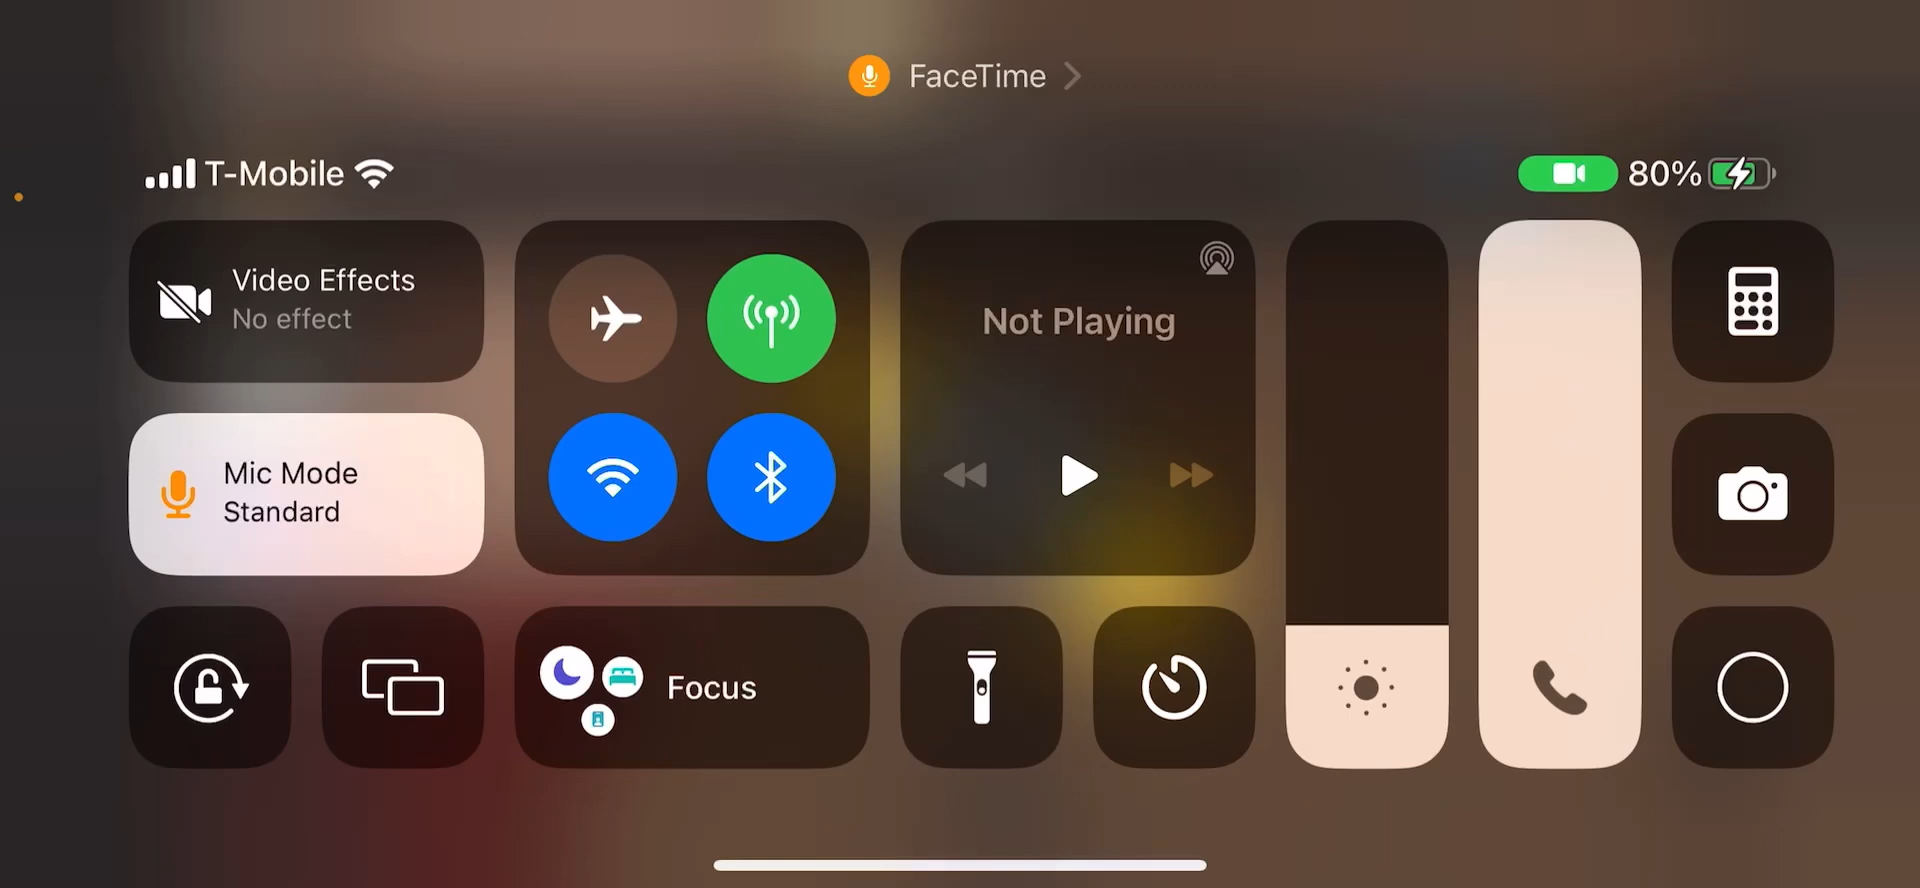 FaceTime
T-Mobile
80%
Video Effects
No effect
Mic Mode
Standard
Not Playing
Focus